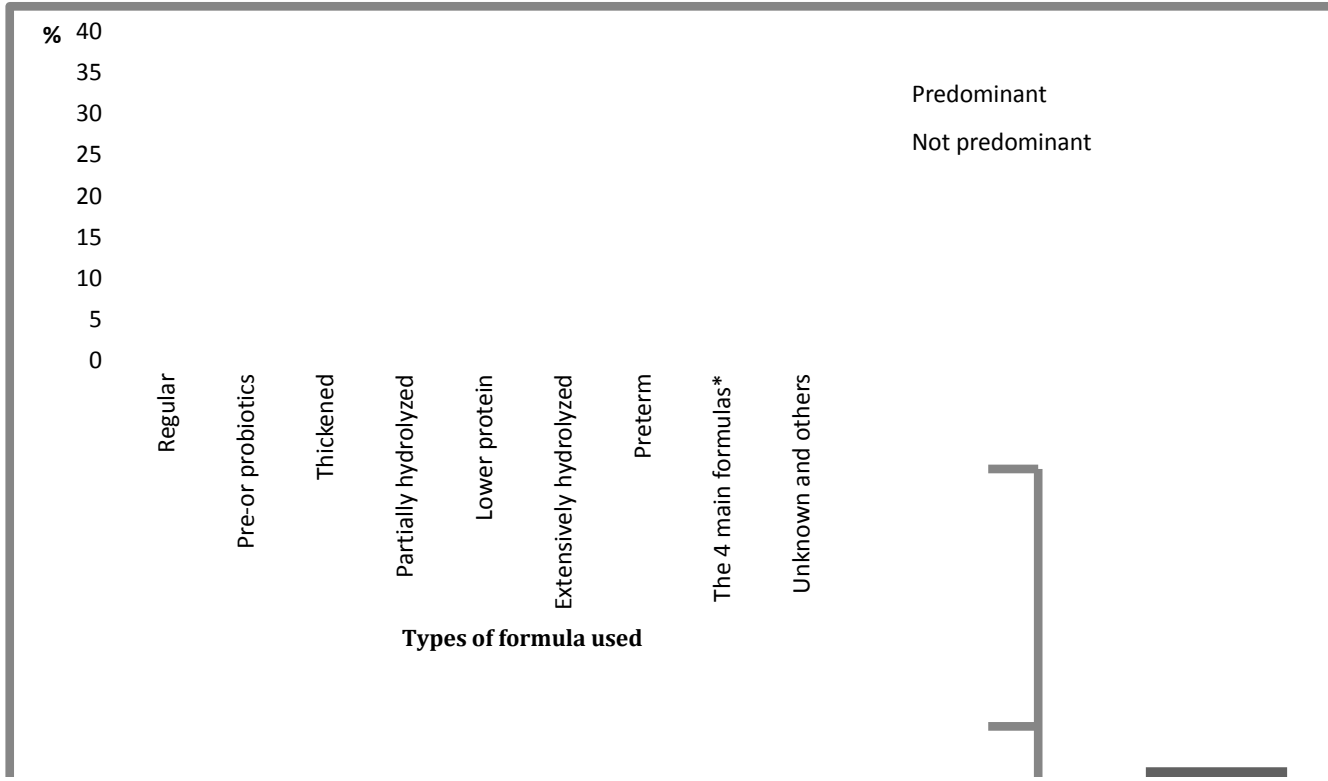 % 40
35
30
25
20
15
10
5
0
Predominant
Not predominant
Regular
Pre-or probiotics
Thickened
Partially hydrolyzed
Lower protein
Extensively hydrolyzed
Preterm
The 4 main formulas*
Unknown and others
Types of formula used